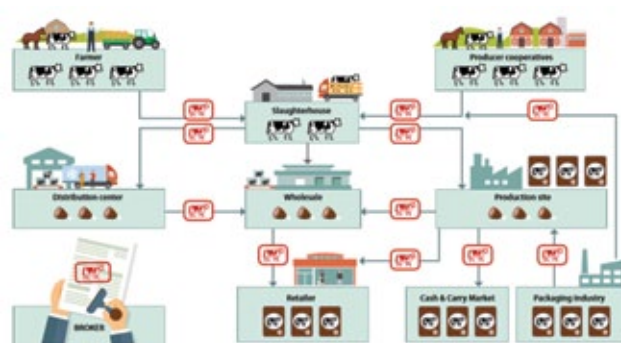 Farmer
Producer cooperatives
Slaughterhouse
Distribution center
Wholesale
Production site
Retailer
Cash & Carry Market
Packaging Industry
BROKER